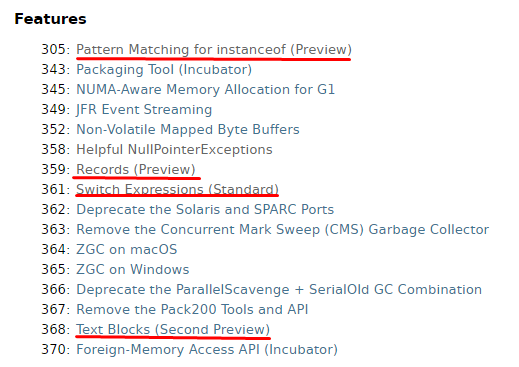 Features
305: Pattern Matching for instanceof (Preview)
343: Packaging Tool (Incubator)
345: NUMA-Aware Memory Allocation for G1
349: JFR Event Streaming
352: Non-Volatile Mapped Byte Buffers
358: Helpful NullPointerExceptions
359: Records (Preview)
361: Switch Expressions (Standard)
362: Deprecate the Solaris and SPARC Ports
363: Remove the Concurrent Mark Sweep (CMS) Garbage Collector
364: ZGC on macOS
365: ZGC on Windows
366: Deprecate the ParallelScavenge + SerialOld GC Combination
367: Remove the Pack200 Tools and API
368: Text Blocks (Second Preview)
370: Foreign-Memory Access API (Incubator)